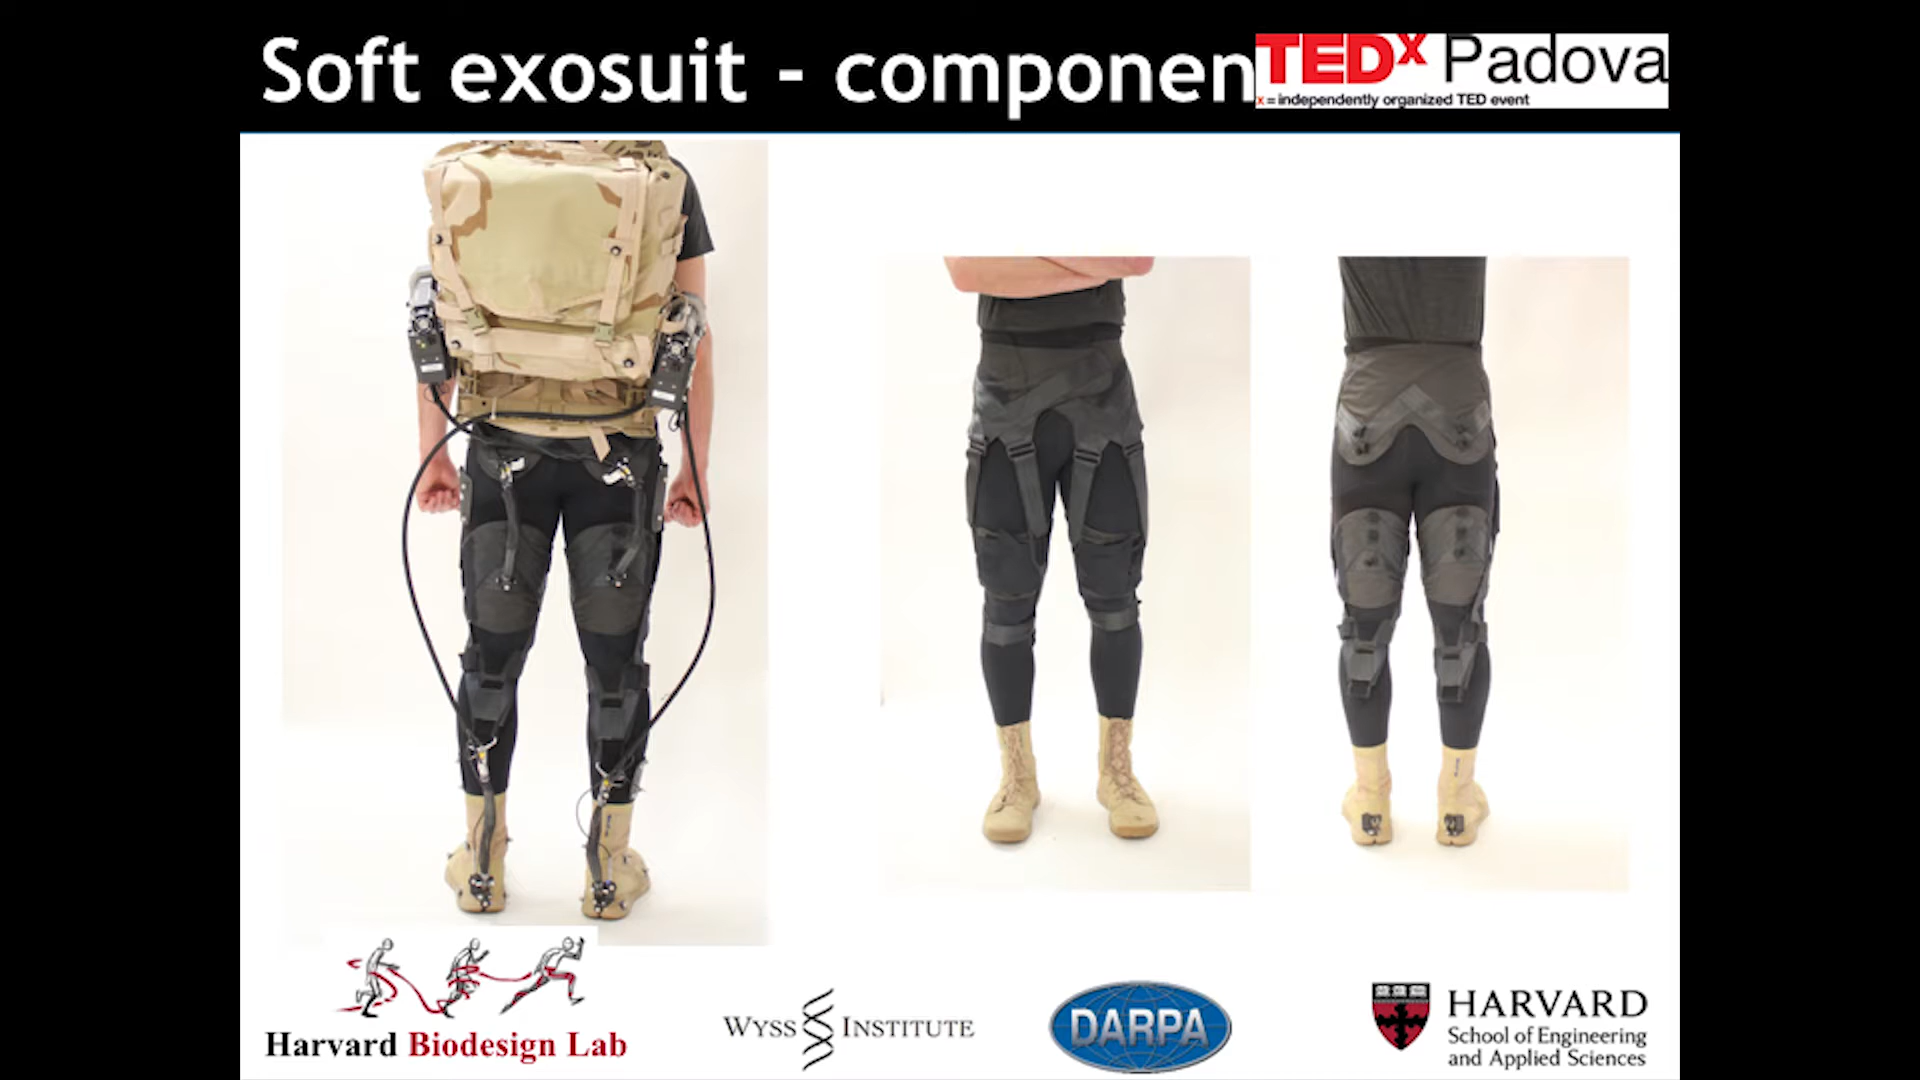 Soft exosuit - componen
TEDx Padova
x = independently organized TED event
Harvard Biodesign Lab
WYSS INSTITUTE
DARPA
HARVARD
School of Engineering
and Applied Sciences